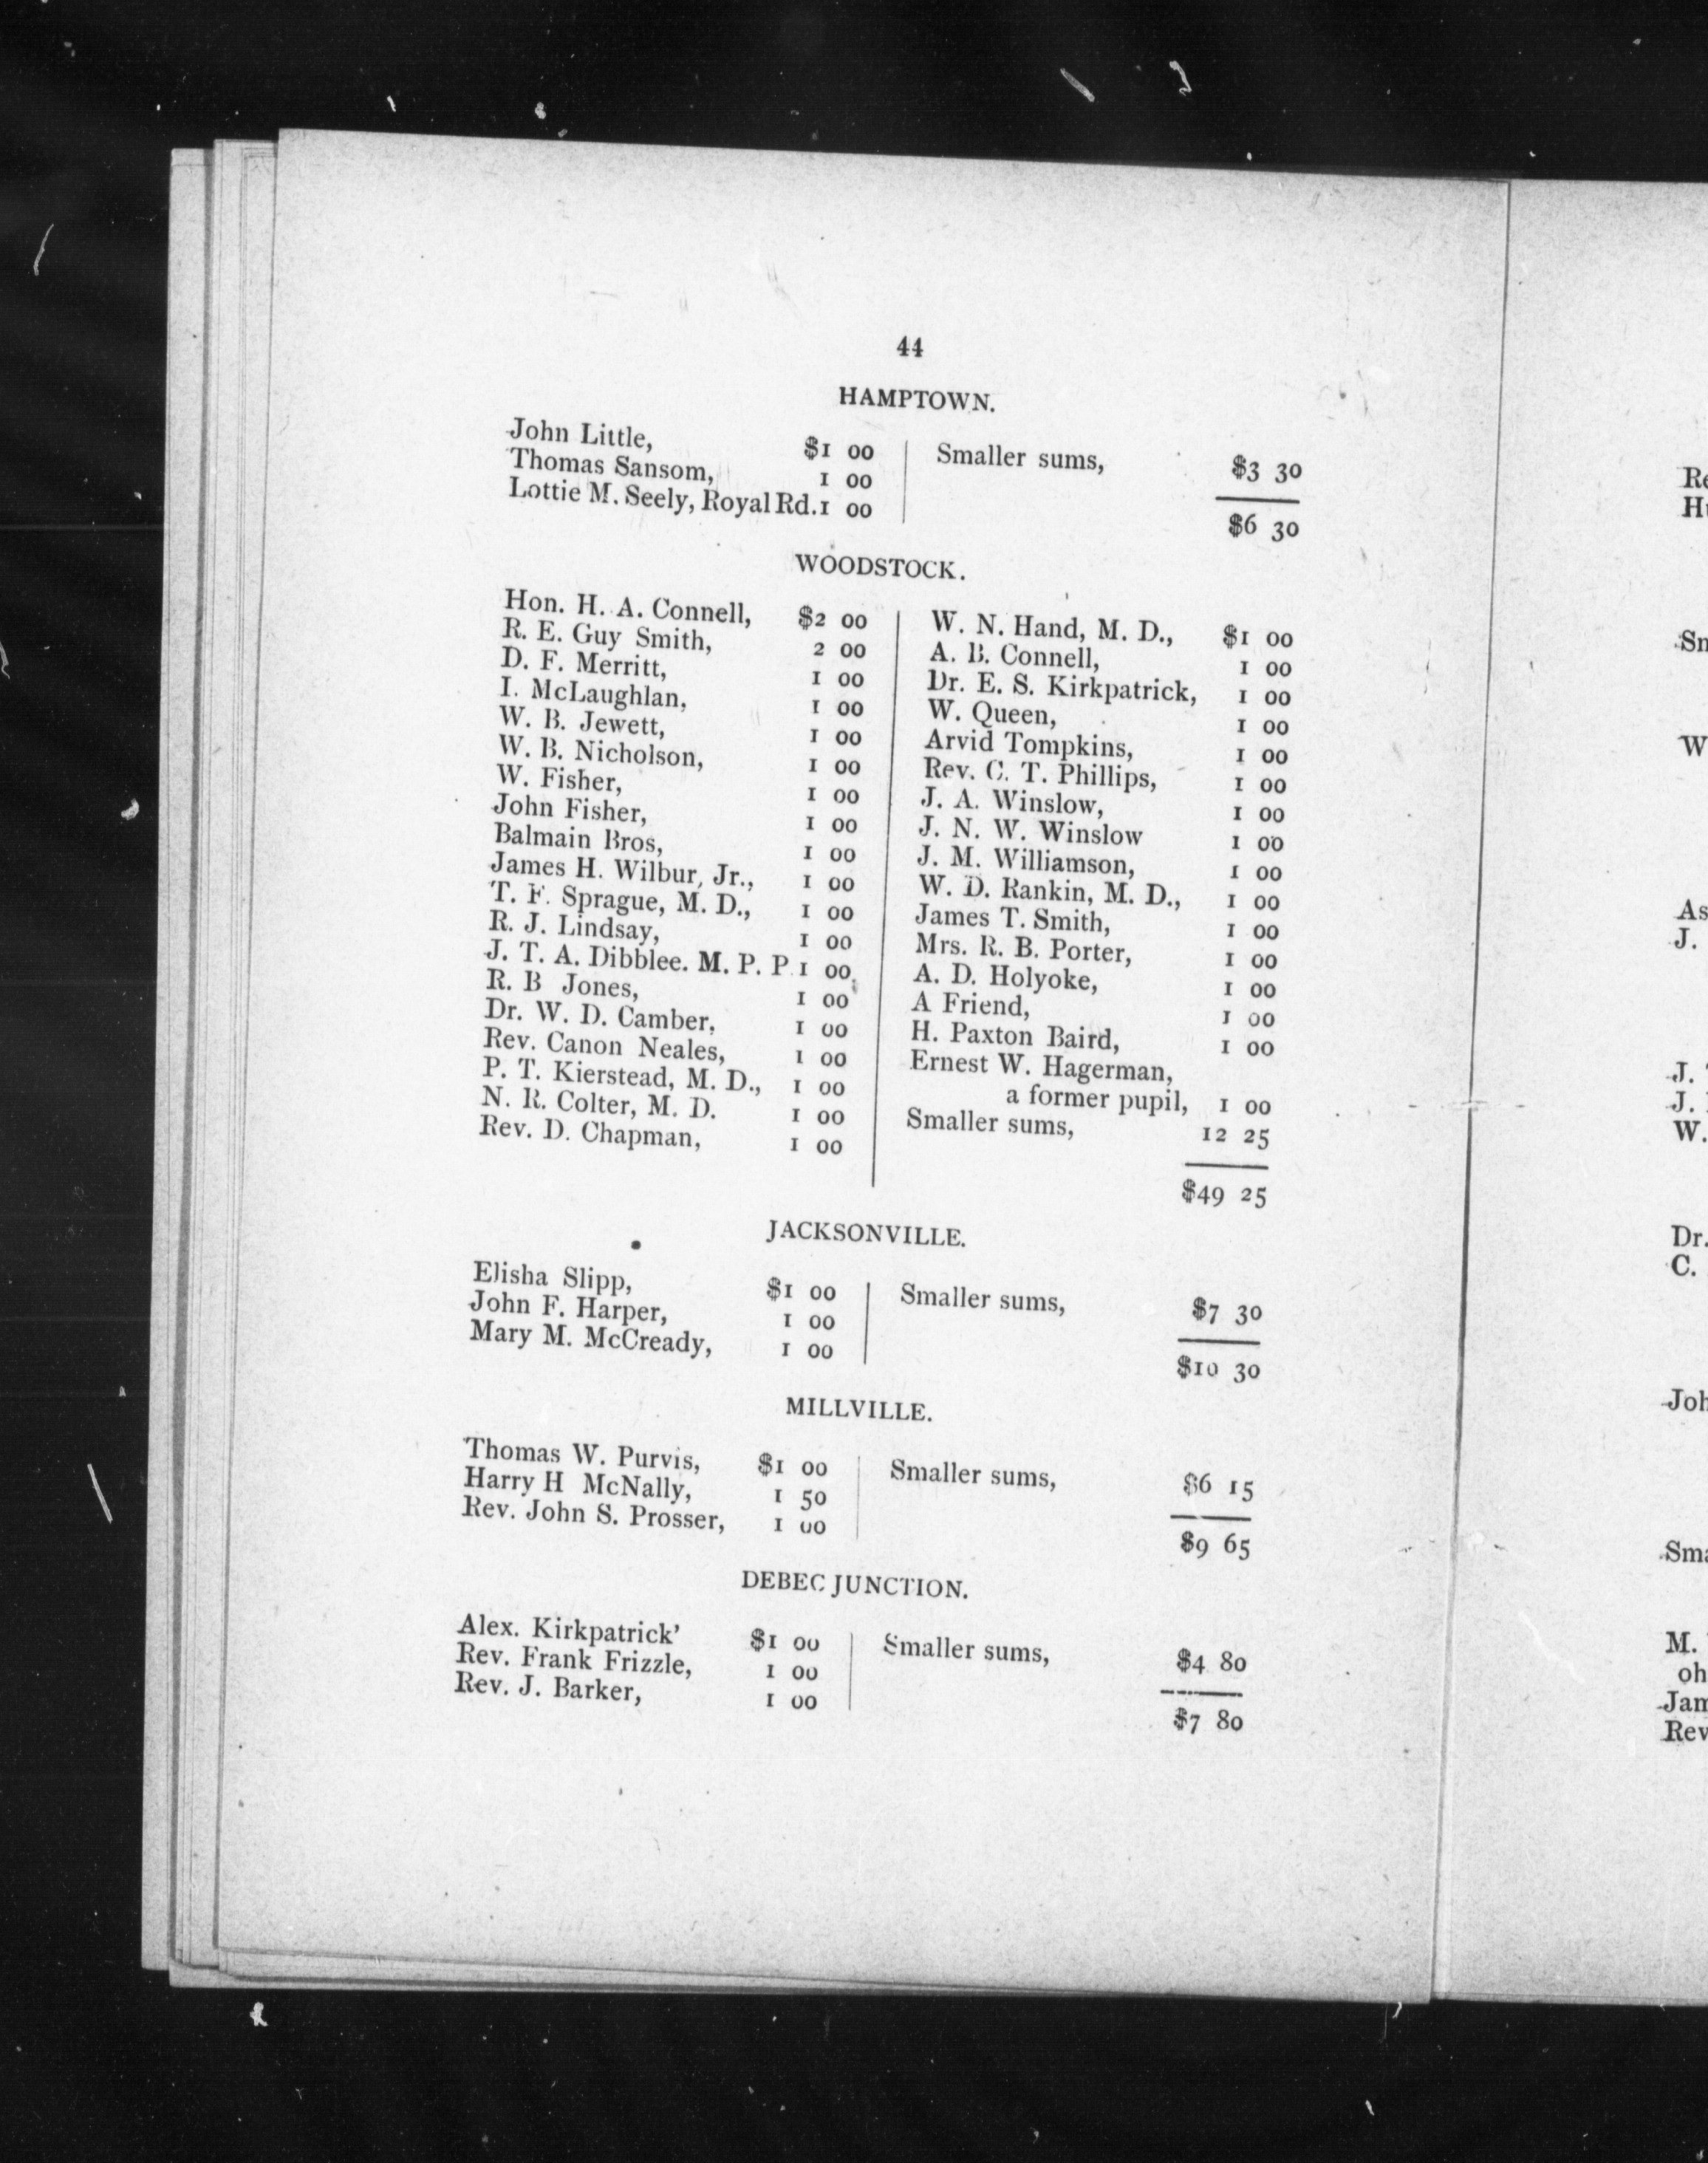 44
HAMPTOWN.
John Little, $1 00
Thomas Sansom, 1 00
Lottie M. Seely, Royal Rd. 1 00
Smaller sums, $3 30
$6 30
WOODSTOCK.
Hon. H. A. Connell, $2 00
R. E. Guy Smith, 2 00
D. F. Merritt, 1 00
I. McLaughlan, 1 00
W. B. Jewett, 1 00
W. B. Nicholson, 1 00
W. Fisher, 1 00
John Fisher, 1 00
Balmain Bros, 1 00
James H. Wilbur, Jr., 1 00
T. F. Sprague, M. D., 1 00
R. J. Lindsay, 1 00
J. T. A. Dibblee. M. P. P. 1 00
R. B Jones, 1 00
Dr. W. D. Camber, 1 00
Rev. Canon Neales, 1 00
P. T. Kierstead, M. D., 1 00
N. R. Colter, M. D. 1 00
Rev. D. Chapman, 1 00
W. N. Hand, M. D., $1 00
A. B. Connell, 1 00
Dr. E. S. Kirkpatrick, 1 00
W. Queen, 1 00
Arvid Tompkins, 1 00
Rev. C. T. Phillips, 1 00
J. A. Winslow, 1 00
J. N. W. Winslow 1 00
J. M. Williamson, 1 00
W. D. Rankin, M. D., 1 00
James T. Smith, 1 00
Mrs. R. B. Porter, 1 00
A. D. Holyoke, 1 00
A Friend, 1 00
H. Paxton Baird, 1 00
Ernest W. Hagerman,
a former pupil, 1 00
Smaller sums, 12 25
$49 25
JACKSONVILLE.
Elisha Slipp, $1 00
John F. Harper, 1 00
Mary M. McCready, 1 00
Smaller sums, $7 30
$10 30
MILLVILLE.
Thomas W. Purvis, $1 00
Harry H McNally, 1 50
Rev. John S. Prosser, 1 00
Smaller sums, $6 15
$9 65
DEBEC JUNCTION.
Alex. Kirkpatrick' $1 00
Rev. Frank Frizzle, 1 00
Rev. J. Barker, 1 00
Smaller sums, $4 80
$7 80